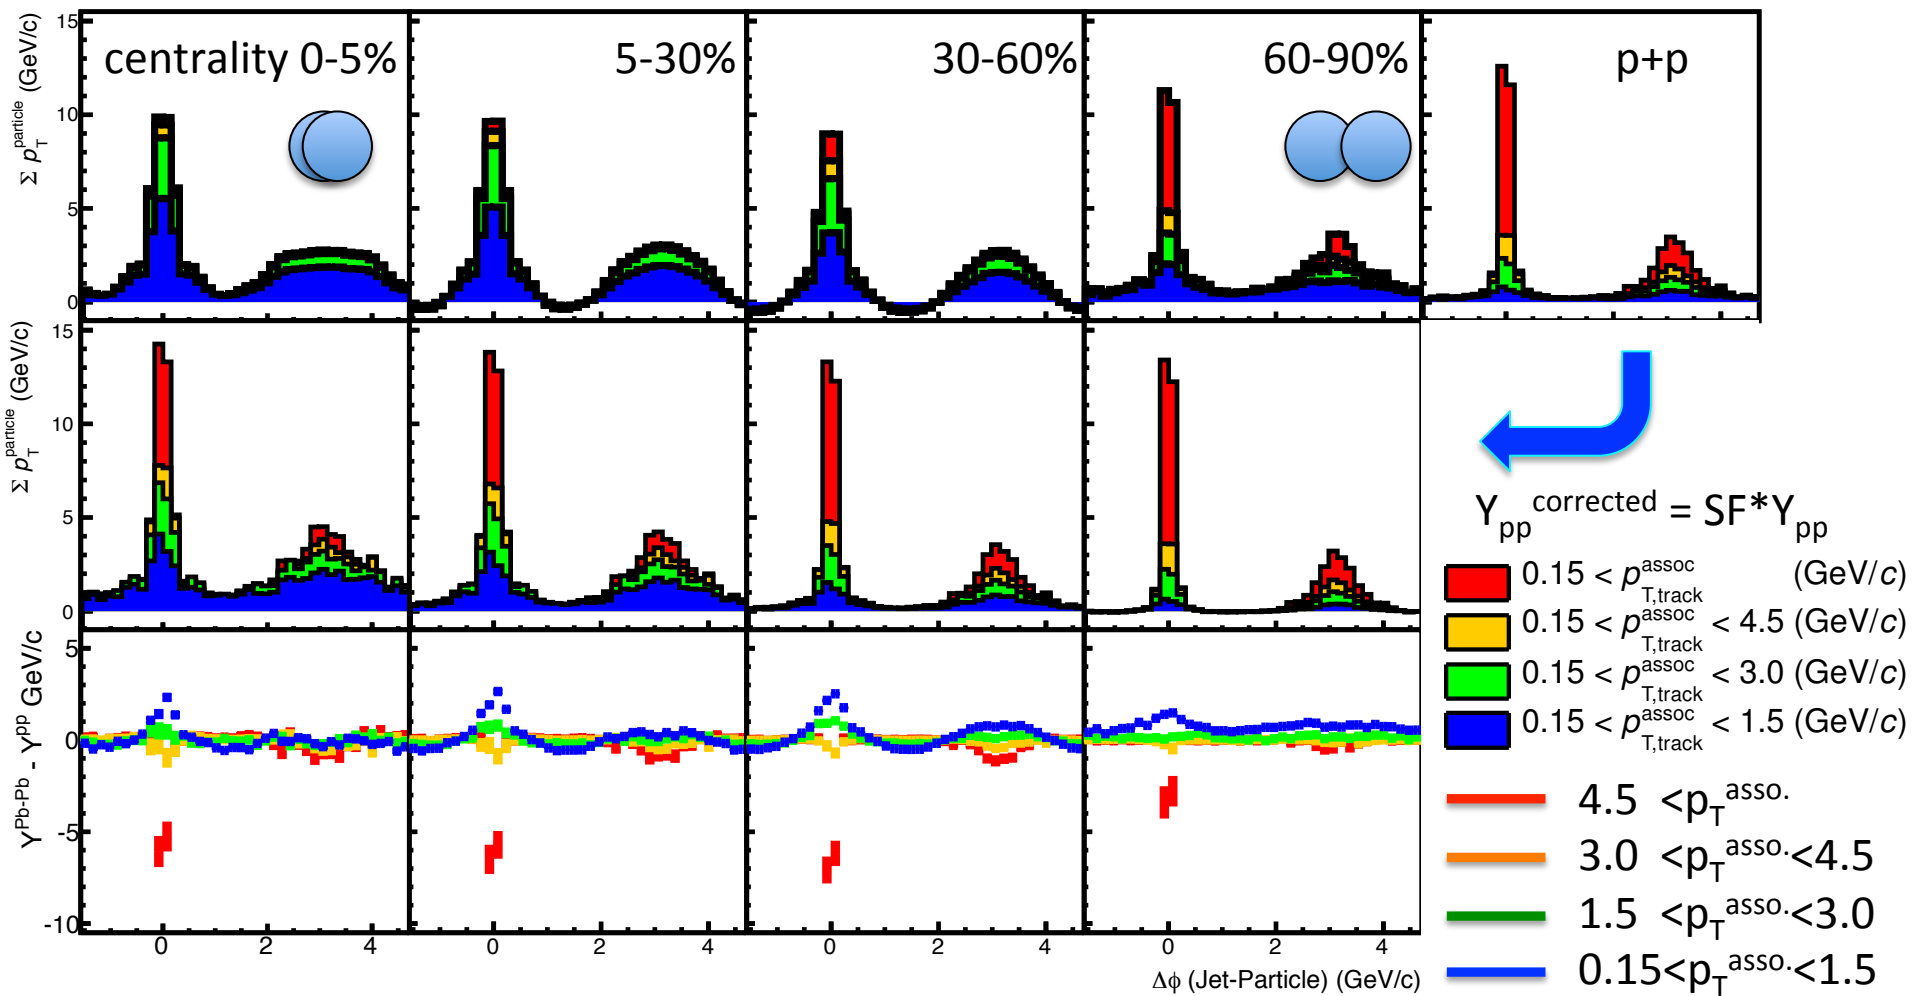 centrality 0-5%
5-30%
30-60%
60-90%
p+p
Σ p_T^particle (GeV/c)
15
10
5
0
Σ p_T^particle (GeV/c)
15
10
5
0
Y_pp^corrected = SF*Y_pp
0.15 < p_T,track^assoc (GeV/c)
0.15 < p_T,track^assoc < 4.5 (GeV/c)
0.15 < p_T,track^assoc < 3.0 (GeV/c)
0.15 < p_T,track^assoc < 1.5 (GeV/c)
Y^Pb-Pb - Y^pp GeV/c
5
0
-5
-10
4.5 <p_T^asso.
3.0 <p_T^asso.<4.5
1.5 <p_T^asso.<3.0
0.15<p_T^asso.<1.5
0 2 4 0 2 4 0 2 4 0 2 4
Δϕ (Jet-Particle) (GeV/c)